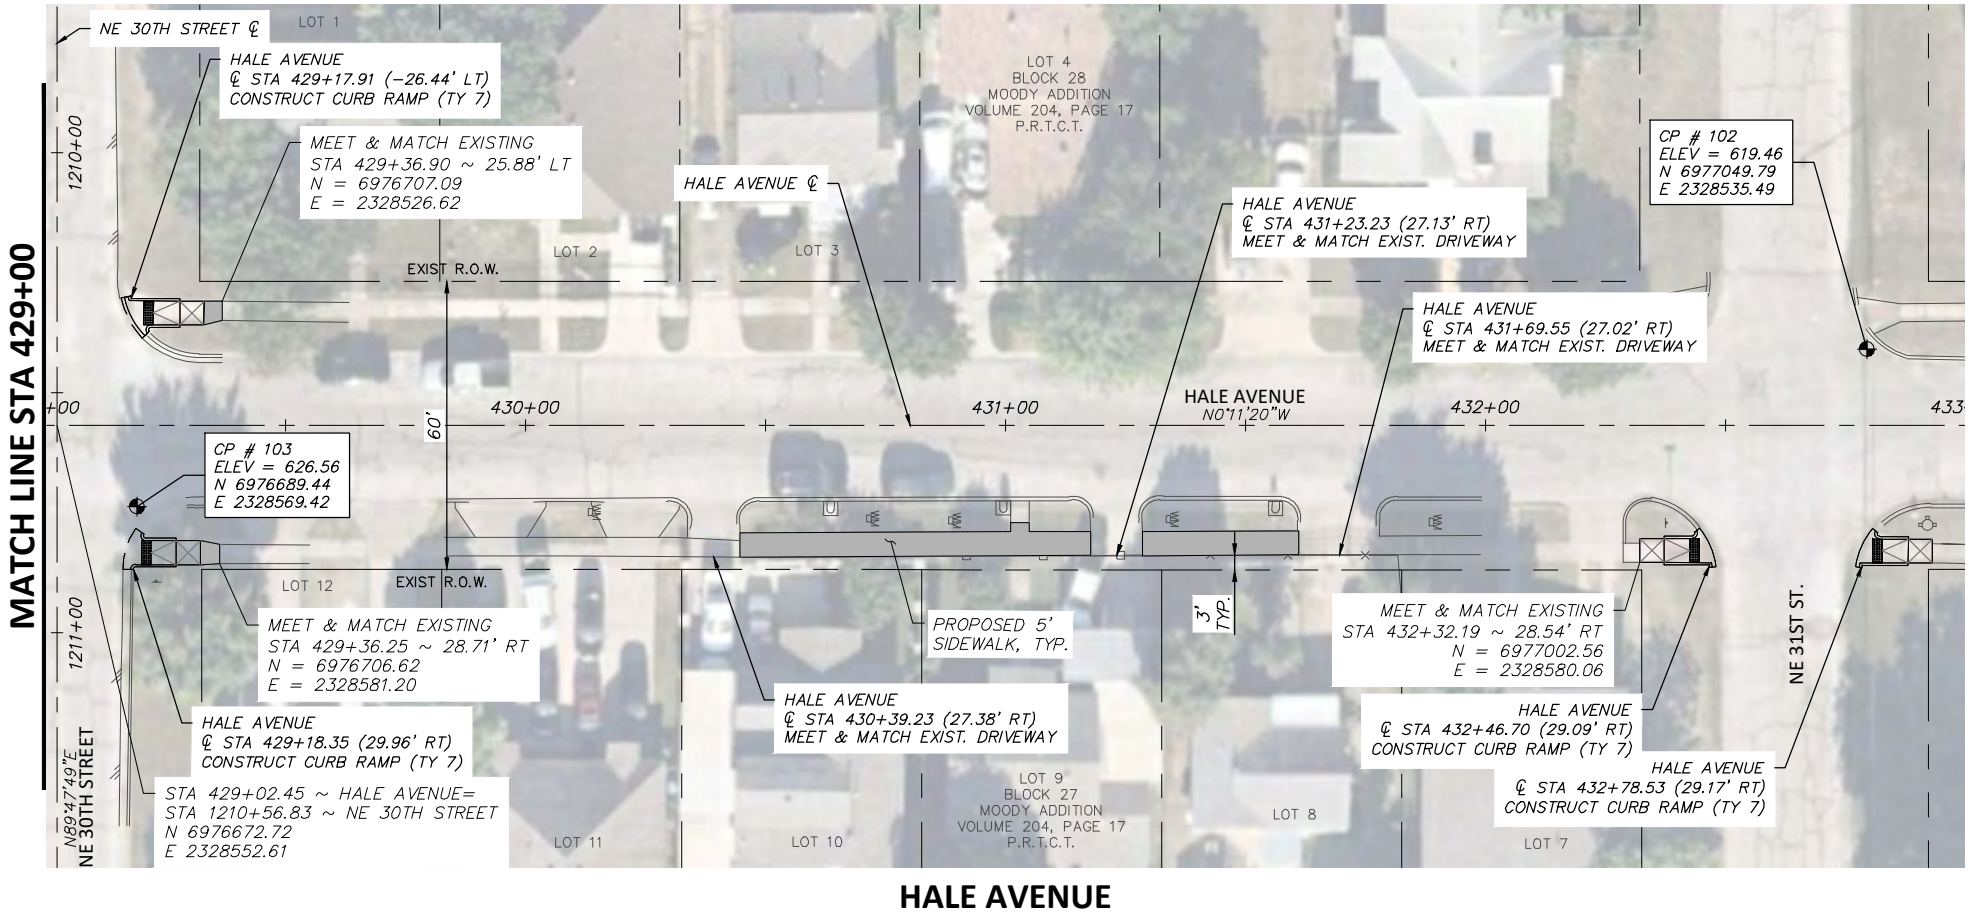 NE 30TH STREET ℄
LOT 1
HALE AVENUE
℄ STA 429+17.91 (-26.44' LT)
CONSTRUCT CURB RAMP (TY 7)
LOT 4
BLOCK 28
MOODY ADDITION
VOLUME 204, PAGE 17
P.R.T.C.T.
1210+00
MEET & MATCH EXISTING
STA 429+36.90 ~ 25.88' LT
N = 6976707.09
E = 2328526.62
CP # 102
ELEV = 619.46
N 6977049.79
E 2328535.49
HALE AVENUE ℄
HALE AVENUE
℄ STA 431+23.23 (27.13' RT)
MEET & MATCH EXIST. DRIVEWAY
LOT 2
LOT 3
EXIST R.O.W.
HALE AVENUE
℄ STA 431+69.55 (27.02' RT)
MEET & MATCH EXIST. DRIVEWAY
MATCH LINE STA 429+00
+00
430+00
431+00
HALE AVENUE
N0°11'20"W
432+00
433
60'
CP # 103
ELEV = 626.56
N 6976689.44
E 2328569.42
WM
WM
WM
WM
WM
LOT 12
EXIST R.O.W.
3'
TYP.
1211+00
MEET & MATCH EXISTING
STA 429+36.25 ~ 28.71' RT
N = 6976706.62
E = 2328581.20
PROPOSED 5'
SIDEWALK, TYP.
MEET & MATCH EXISTING
STA 432+32.19 ~ 28.54' RT
N = 6977002.56
E = 2328580.06
NE 31ST ST.
HALE AVENUE
℄ STA 430+39.23 (27.38' RT)
MEET & MATCH EXIST. DRIVEWAY
HALE AVENUE
℄ STA 429+18.35 (29.96' RT)
CONSTRUCT CURB RAMP (TY 7)
HALE AVENUE
℄ STA 432+46.70 (29.09' RT)
CONSTRUCT CURB RAMP (TY 7)
HALE AVENUE
℄ STA 432+78.53 (29.17' RT)
CONSTRUCT CURB RAMP (TY 7)
N89°47'49"E
NE 30TH STREET
STA 429+02.45 ~ HALE AVENUE=
STA 1210+56.83 ~ NE 30TH STREET
N 6976672.72
E 2328552.61
LOT 11
LOT 10
LOT 9
BLOCK 27
MOODY ADDITION
VOLUME 204, PAGE 17
P.R.T.C.T.
LOT 8
LOT 7
HALE AVENUE